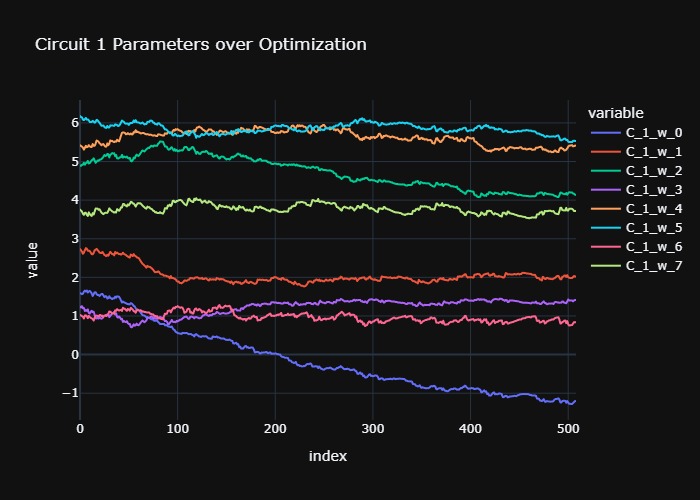 Circuit 1 Parameters over Optimization
variable
C_1_w_0
C_1_w_1
C_1_w_2
C_1_w_3
C_1_w_4
C_1_w_5
C_1_w_6
C_1_w_7
value
6
5
4
3
2
1
0
−1
0 100 200 300 400 500
index